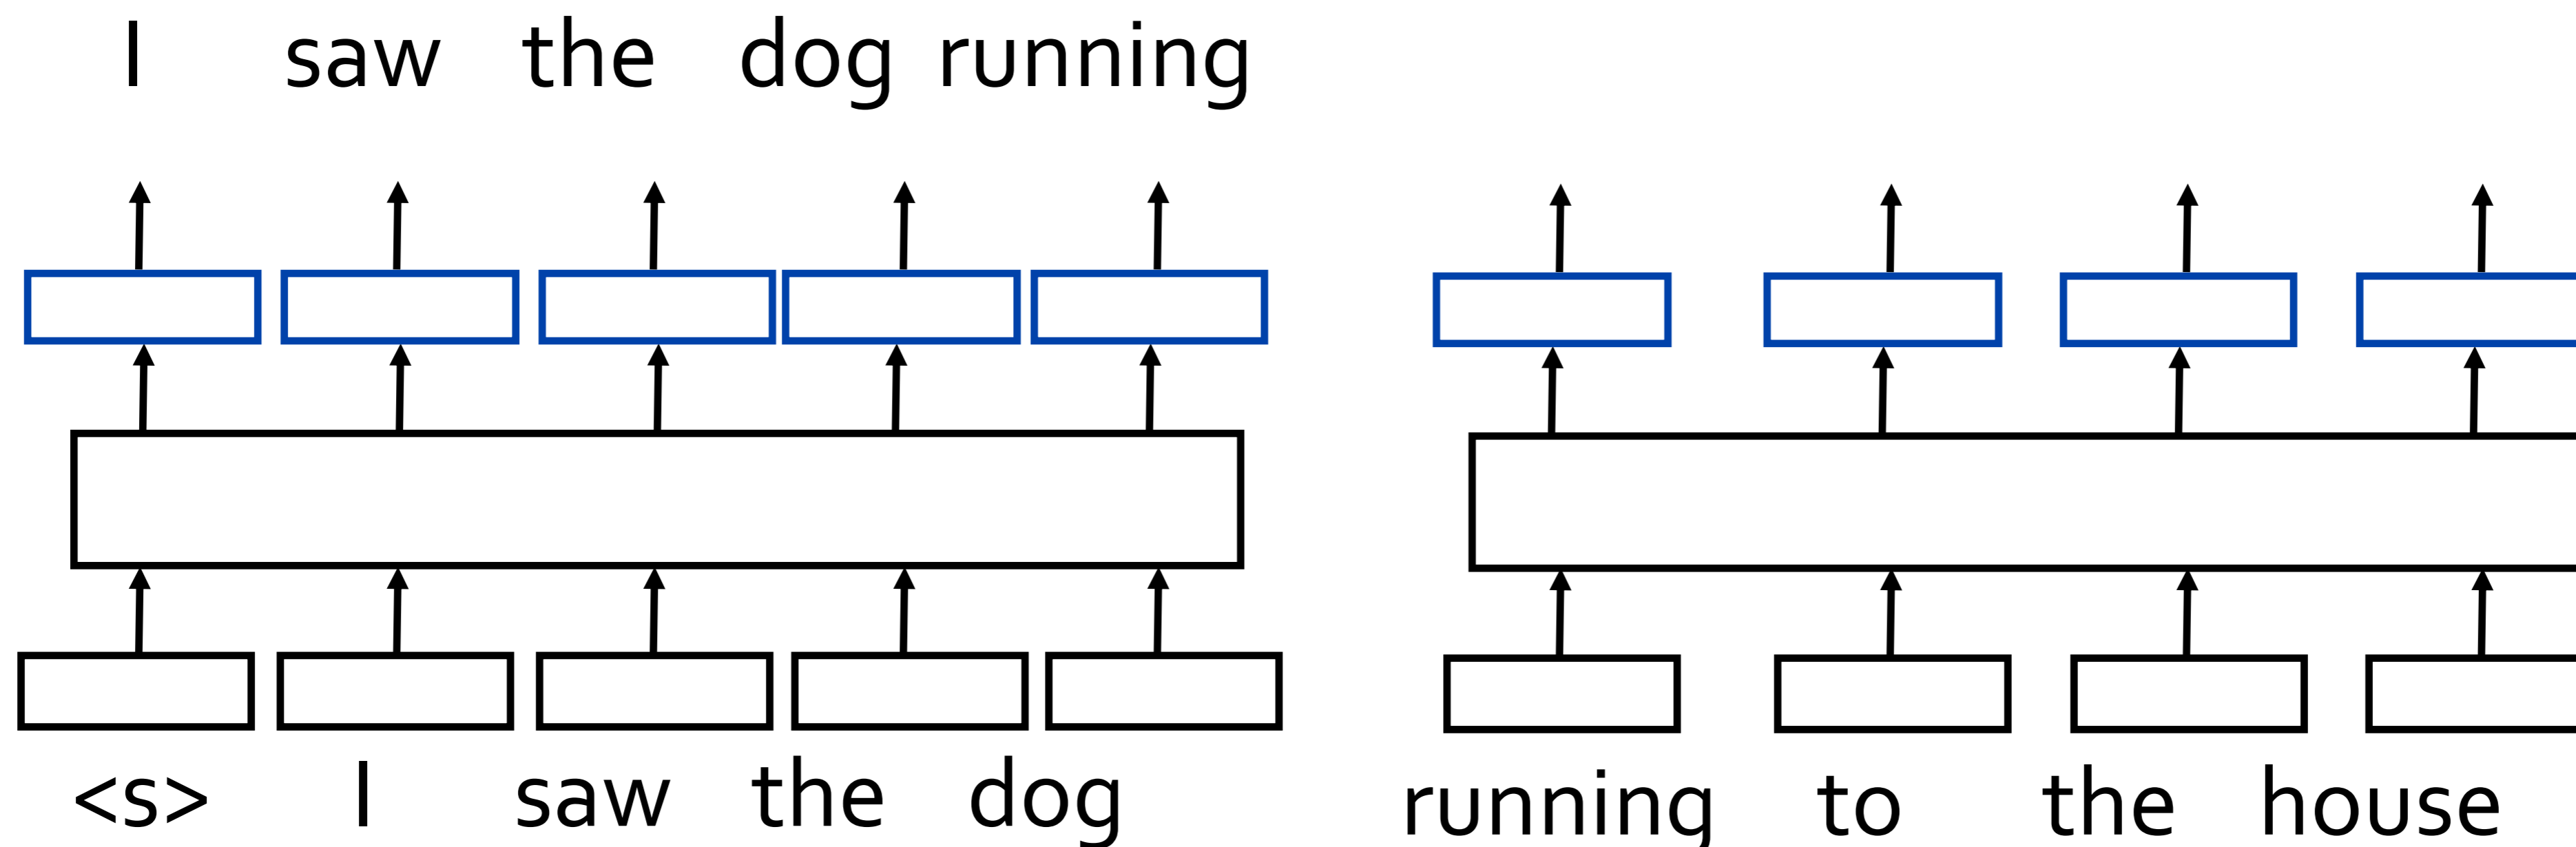 I saw the dog running
<s> I saw the dog running to the house